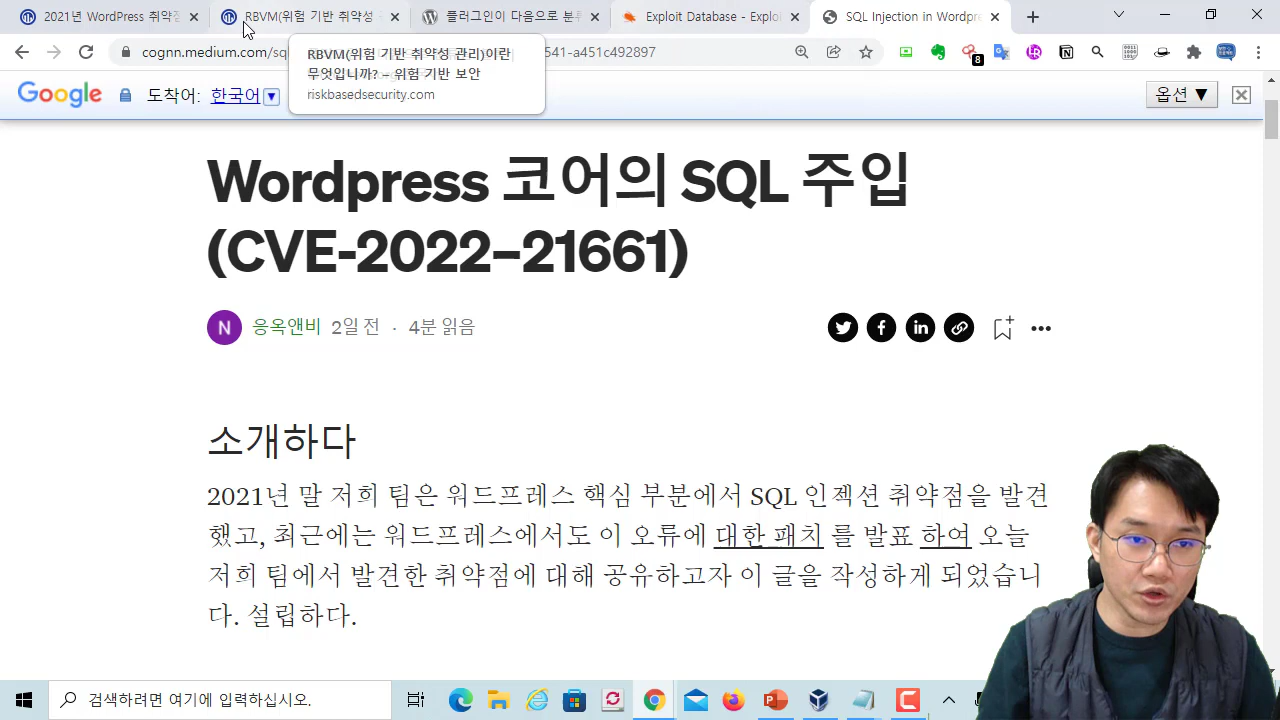 2021년 WordPress 취약점
RBVM(위험 기반 취약성
플러그인이 다음으로 분류
Exploit Database - Exploi
SQL Injection in Wordpr
cognn.medium.com/sq
541-a451c492897
8
RBVM(위험 기반 취약성 관리)이란
무엇입니까? – 위험 기반 보안
riskbasedsecurity.com
Google 도착어: 한국어 ▼
옵션 ▼
Wordpress 코어의 SQL 주입
(CVE-2022–21661)
N 응옥앤비 2일 전 · 4분 읽음
소개하다
2021년 말 저희 팀은 워드프레스 핵심 부분에서 SQL 인젝션 취약점을 발견
했고, 최근에는 워드프레스에서도 이 오류에 대한 패치 를 발표 하여 오늘
저희 팀에서 발견한 취약점에 대해 공유하고자 이 글을 작성하게 되었습니
다. 설립하다.
검색하려면 여기에 입력하십시오.